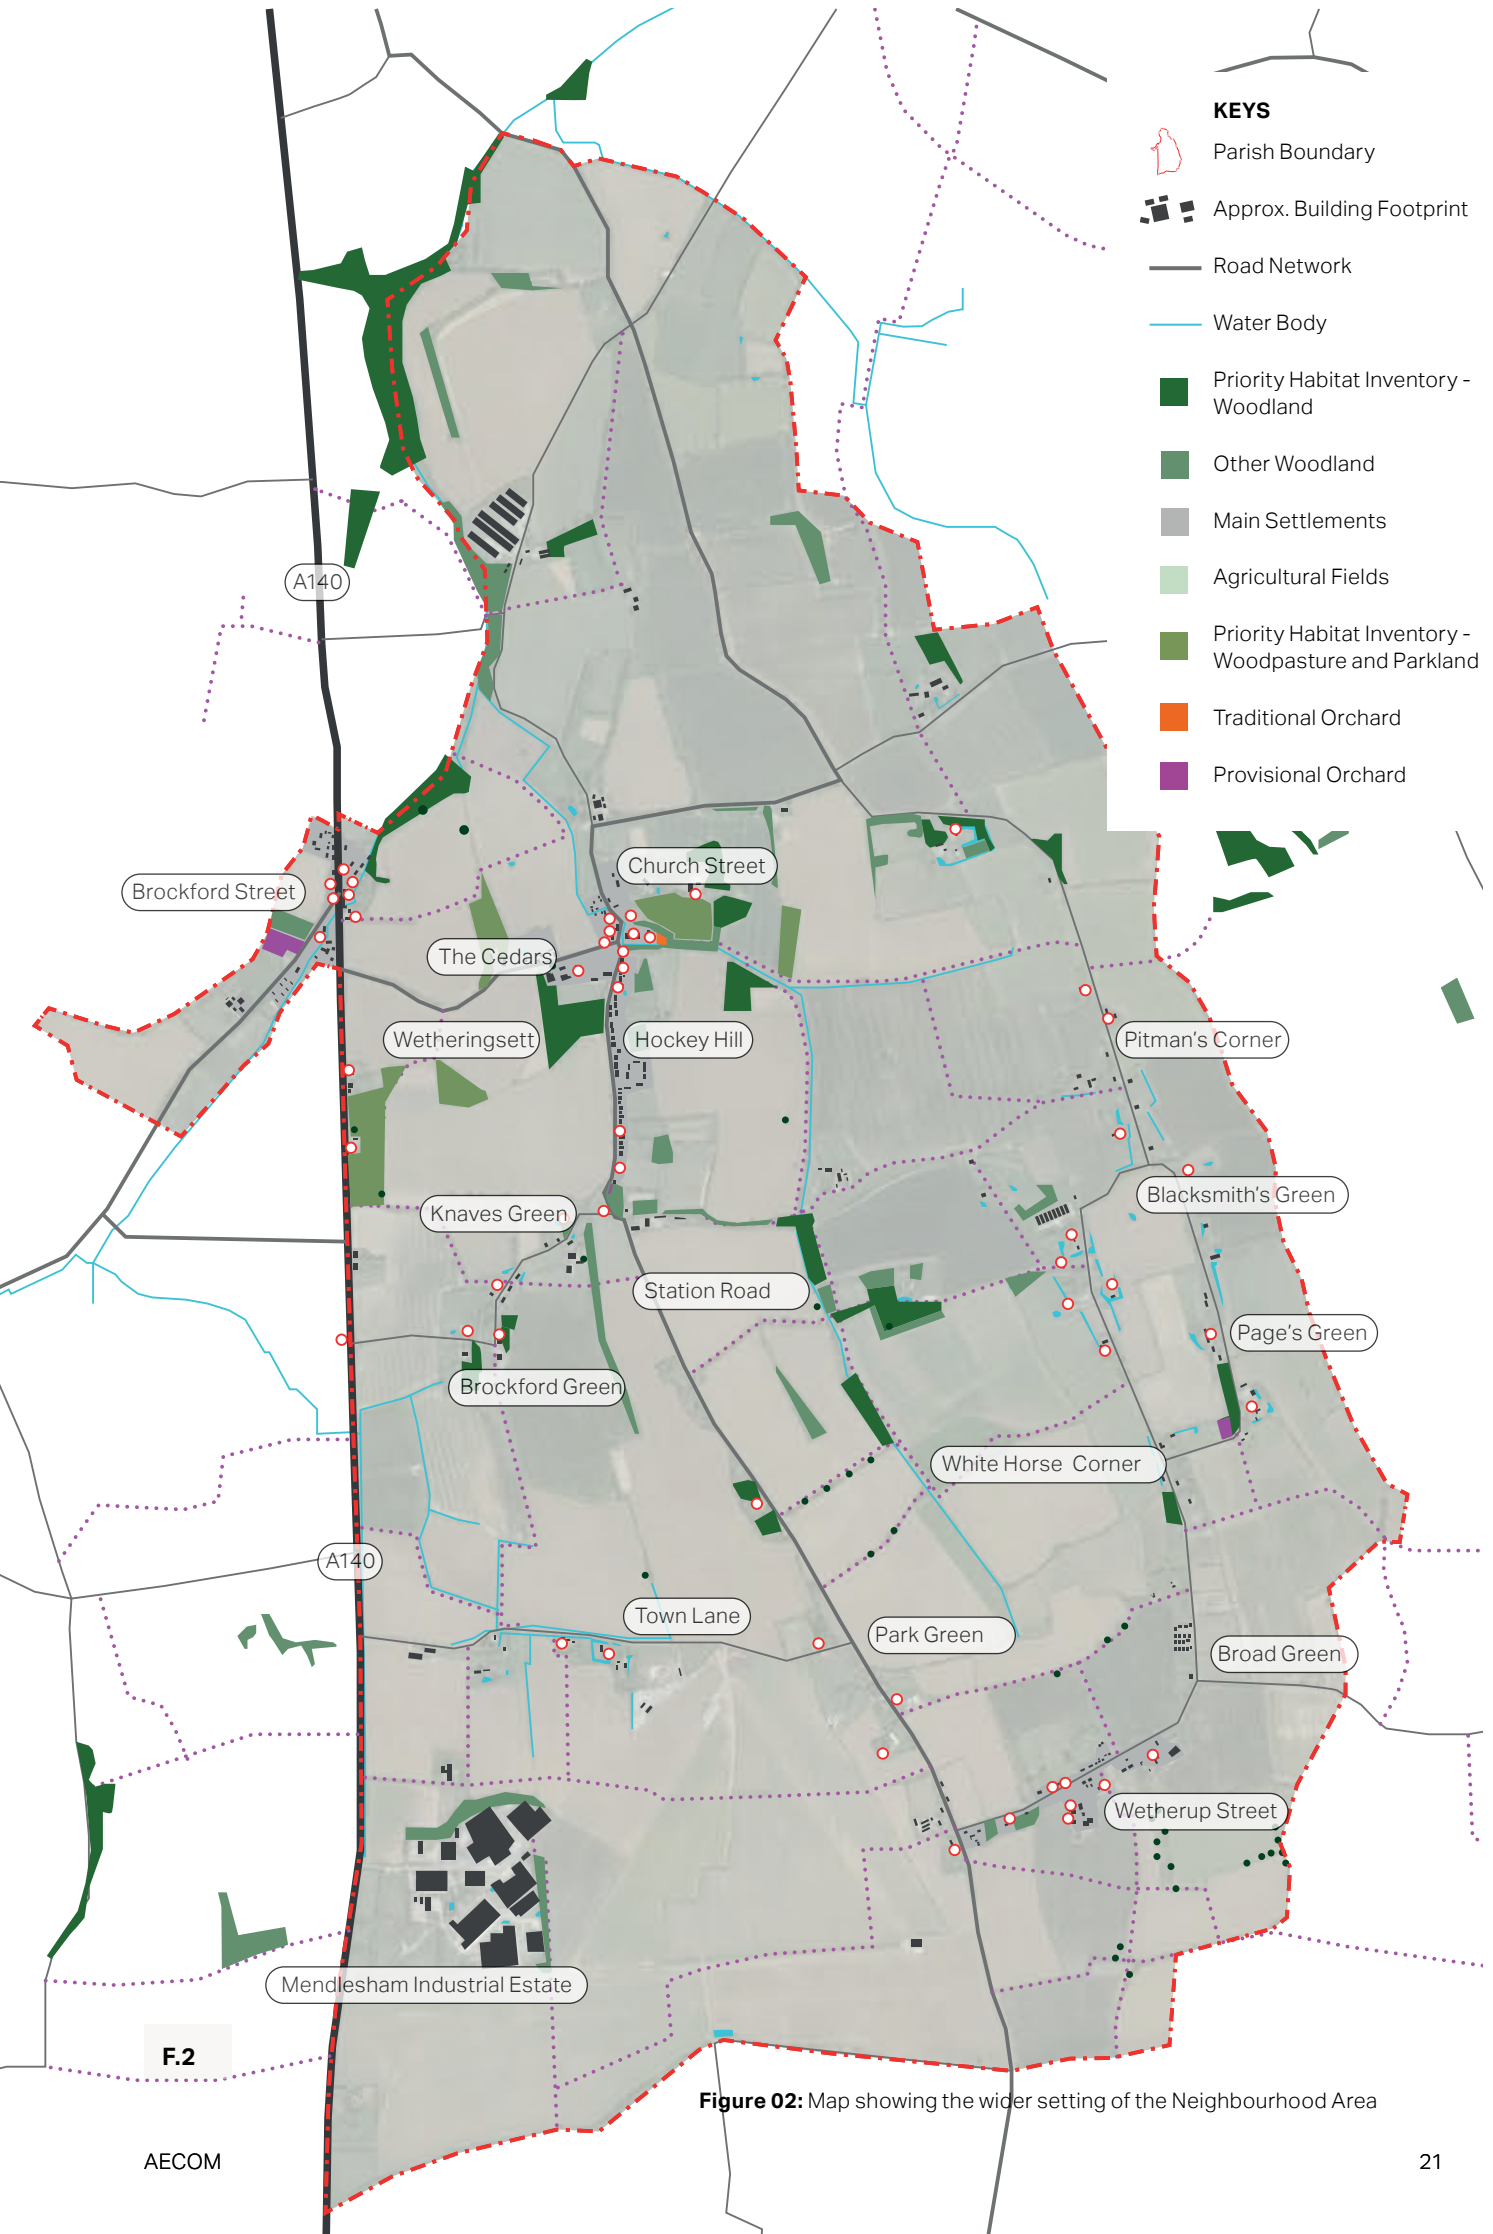 KEYS
Parish Boundary
Approx. Building Footprint
Road Network
Water Body
Priority Habitat Inventory -
Woodland
Other Woodland
Main Settlements
Agricultural Fields
Priority Habitat Inventory -
Woodpasture and Parkland
Traditional Orchard
Provisional Orchard
A140
Church Street
Brockford Street
The Cedars
Wetheringsett
Hockey Hill
Pitman's Corner
Blacksmith's Green
Knaves Green
Station Road
Page's Green
Brockford Green
White Horse Corner
A140
Town Lane
Park Green
Broad Green
Wetherup Street
Mendlesham Industrial Estate
F.2
Figure 02: Map showing the wider setting of the Neighbourhood Area
AECOM
21